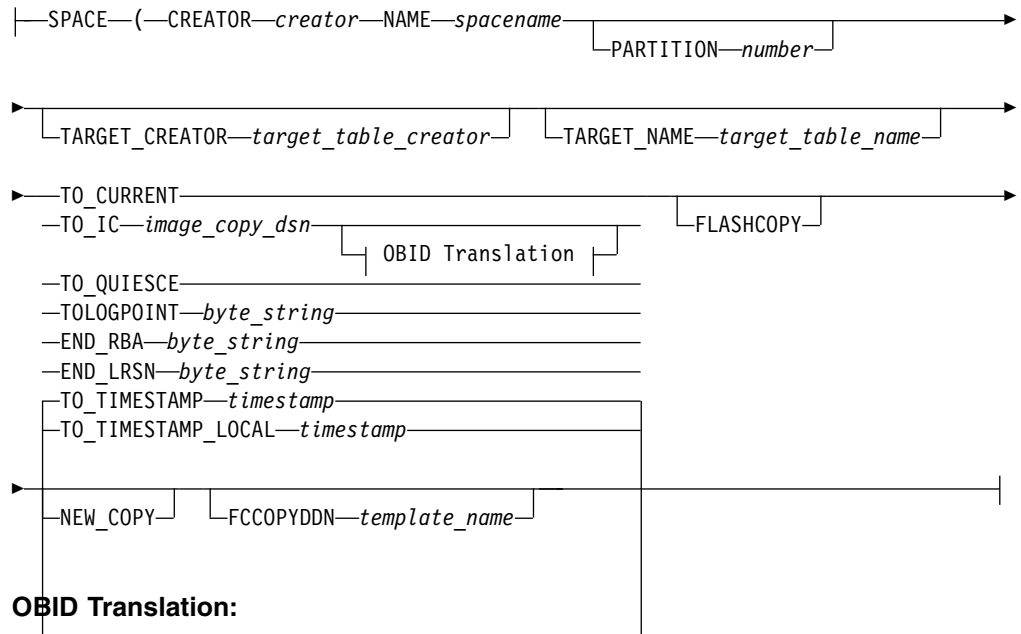 SPACE ( CREATOR creator NAME spacename
PARTITION number
TARGET_CREATOR target_table_creator TARGET_NAME target_table_name
TO_CURRENT
FLASHCOPY
TO_IC image_copy_dsn
OBID Translation
TO_QUIESCE
TOLOGPOINT byte_string
END_RBA byte_string
END_LRSN byte_string
TO_TIMESTAMP timestamp
TO_TIMESTAMP_LOCAL timestamp
NEW_COPY FCCOPYDDN template_name
OBID Translation: